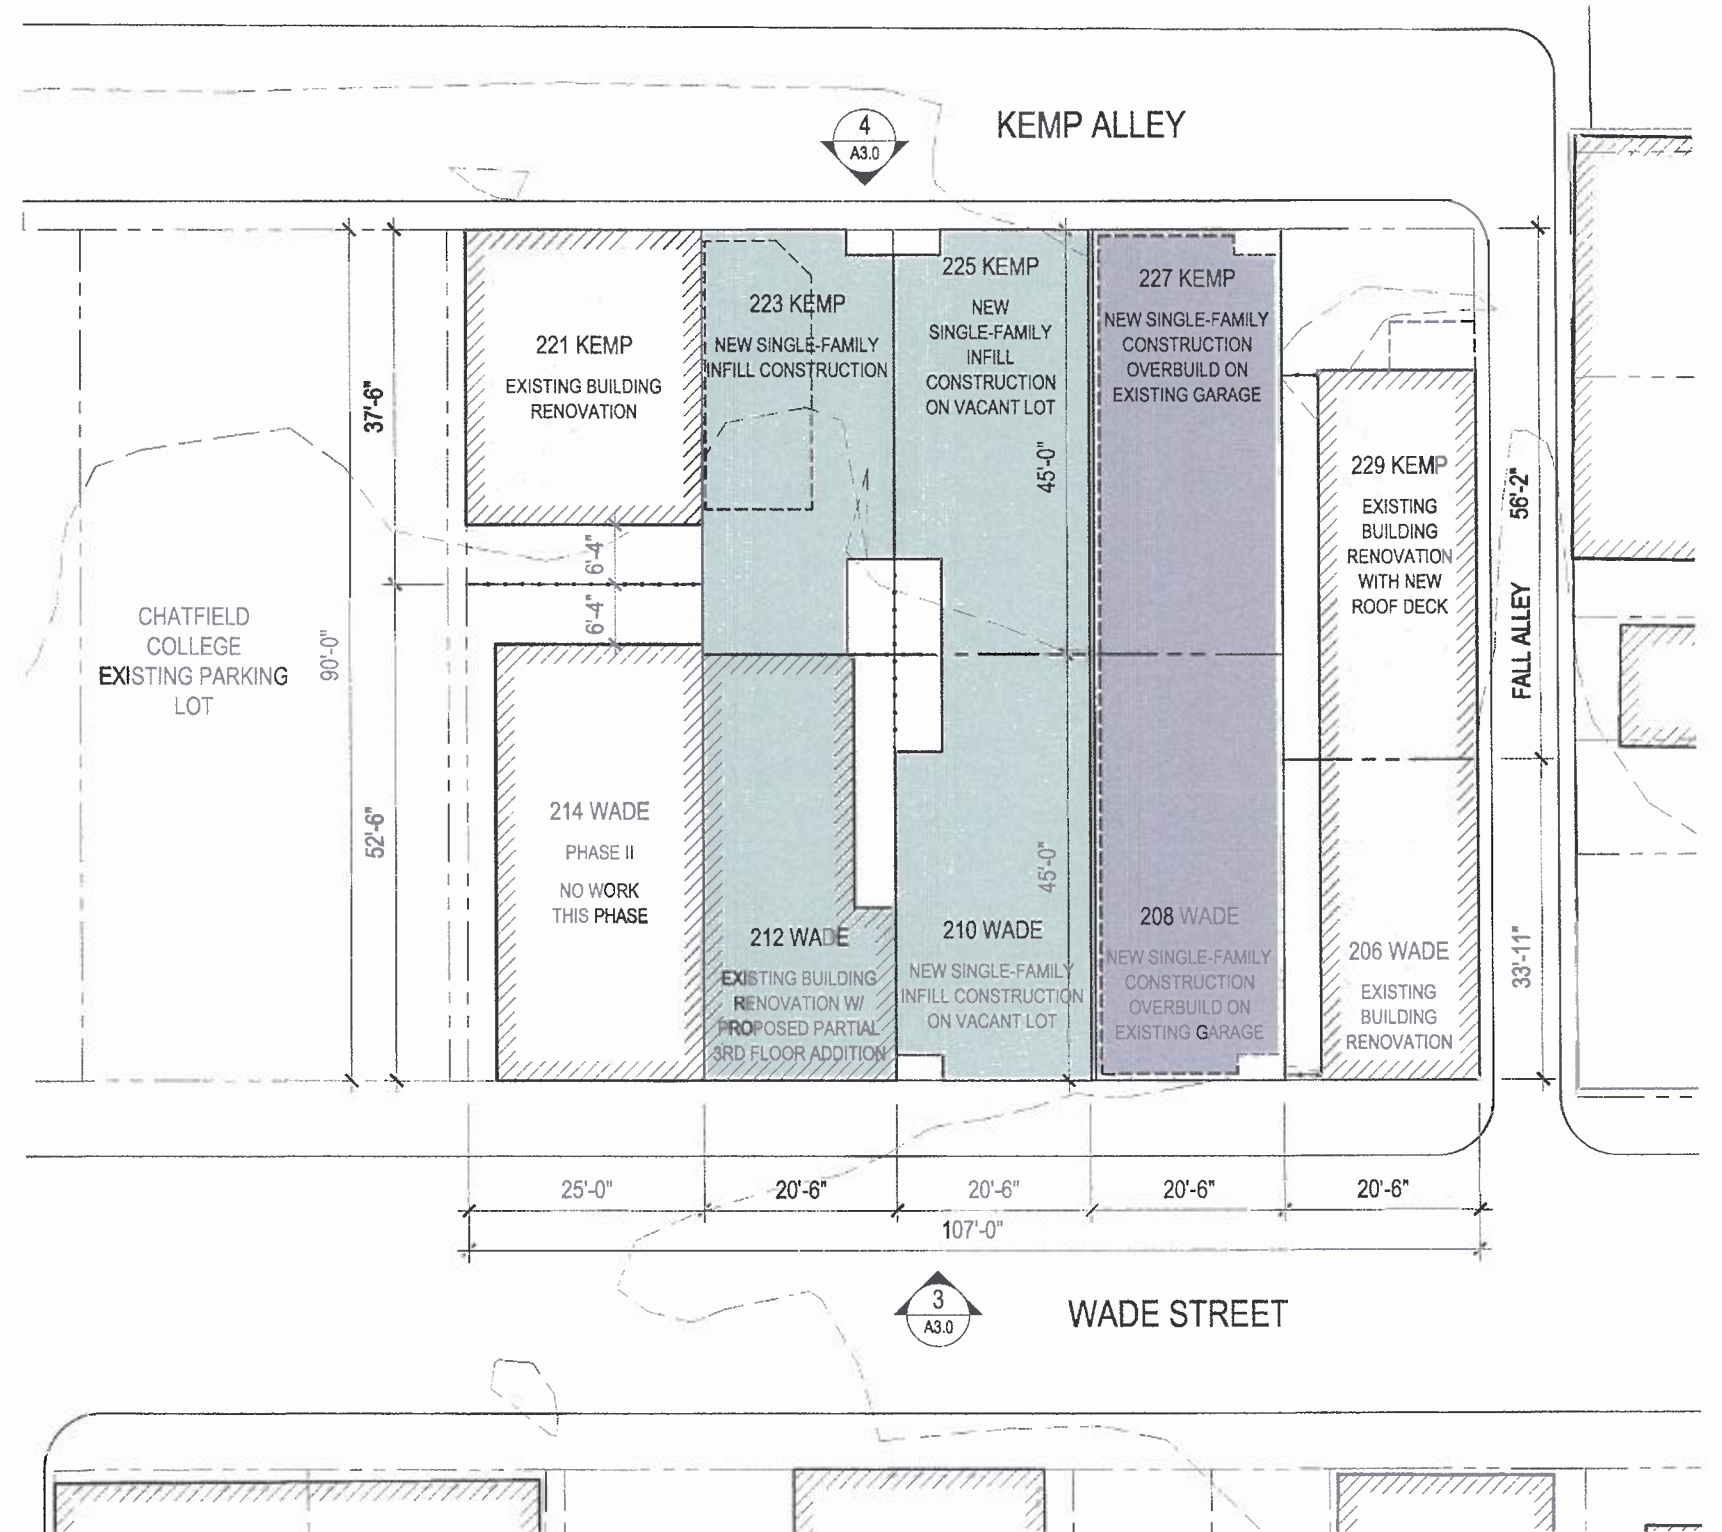 KEMP ALLEY
4
A3.0
221 KEMP
EXISTING BUILDING
RENOVATION
223 KEMP
NEW SINGLE-FAMILY
INFILL CONSTRUCTION
225 KEMP
NEW
SINGLE-FAMILY
INFILL
CONSTRUCTION
ON VACANT LOT
227 KEMP
NEW SINGLE-FAMILY
CONSTRUCTION
OVERBUILD ON
EXISTING GARAGE
229 KEMP
EXISTING
BUILDING
RENOVATION
WITH NEW
ROOF DECK
37'-6"
45'-0"
56'-2"
6'-4"
6'-4"
FALL ALLEY
CHATFIELD
COLLEGE
EXISTING PARKING
LOT
90'-0"
52'-6"
214 WADE
PHASE II
NO WORK
THIS PHASE
212 WADE
EXISTING BUILDING
RENOVATION W/
PROPOSED PARTIAL
3RD FLOOR ADDITION
45'-0"
210 WADE
NEW SINGLE-FAMILY
INFILL CONSTRUCTION
ON VACANT LOT
208 WADE
NEW SINGLE-FAMILY
CONSTRUCTION
OVERBUILD ON
EXISTING GARAGE
206 WADE
EXISTING
BUILDING
RENOVATION
33'-11"
25'-0"
20'-6"
20'-6"
20'-6"
20'-6"
107'-0"
3
A3.0
WADE STREET